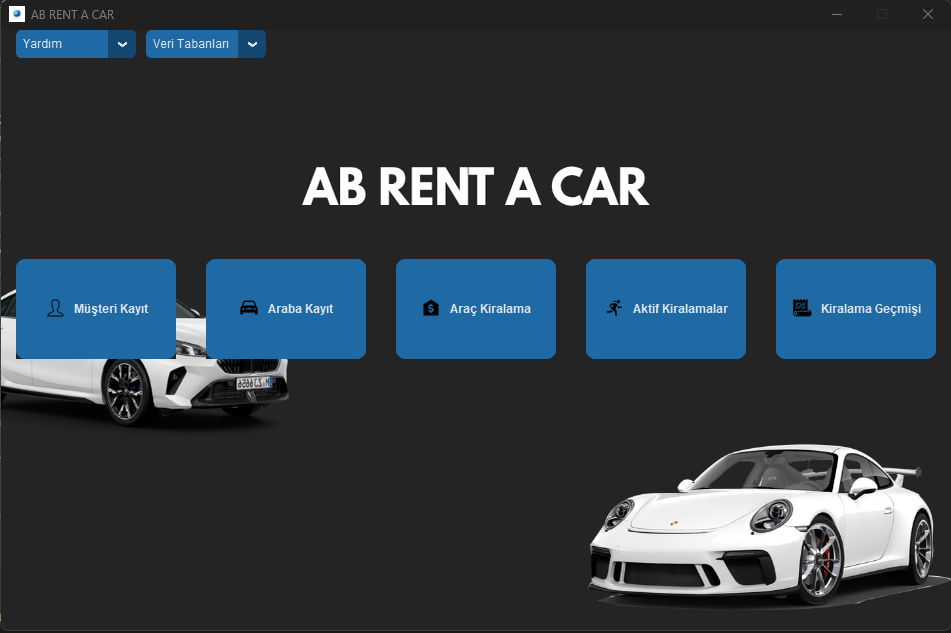 AB RENT A CAR
Yardım
Veri Tabanları
AB RENT A CAR
Müşteri Kayıt
Araba Kayıt
Araç Kiralama
Aktif Kiralamalar
Kiralama Geçmişi